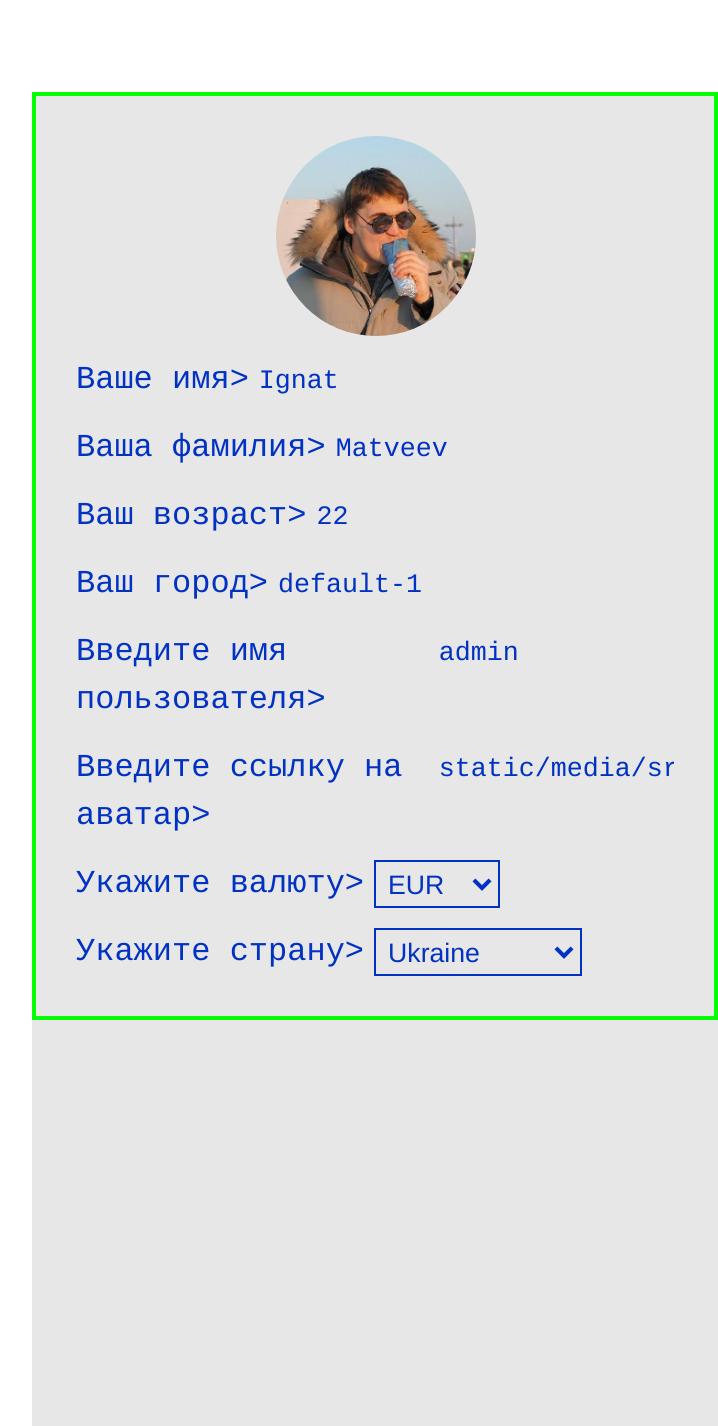 Ваше имя> Ignat
Ваша фамилия> Matveev
Ваш возраст> 22
Ваш город> default-1
Введите имя admin
пользователя>
Введите ссылку на static/media/sr
аватар>
Укажите валюту> EUR
Укажите страну> Ukraine